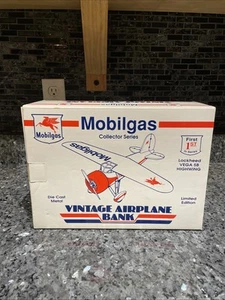 Mobilgas
Mobilgas
Collector Series
First
1ST
In Series
Lockheed
VEGA 5B
HIGHWING
Mobilgas
Die Cast
Metal
Limited
Edition
VINTAGE AIRPLANE
BANK